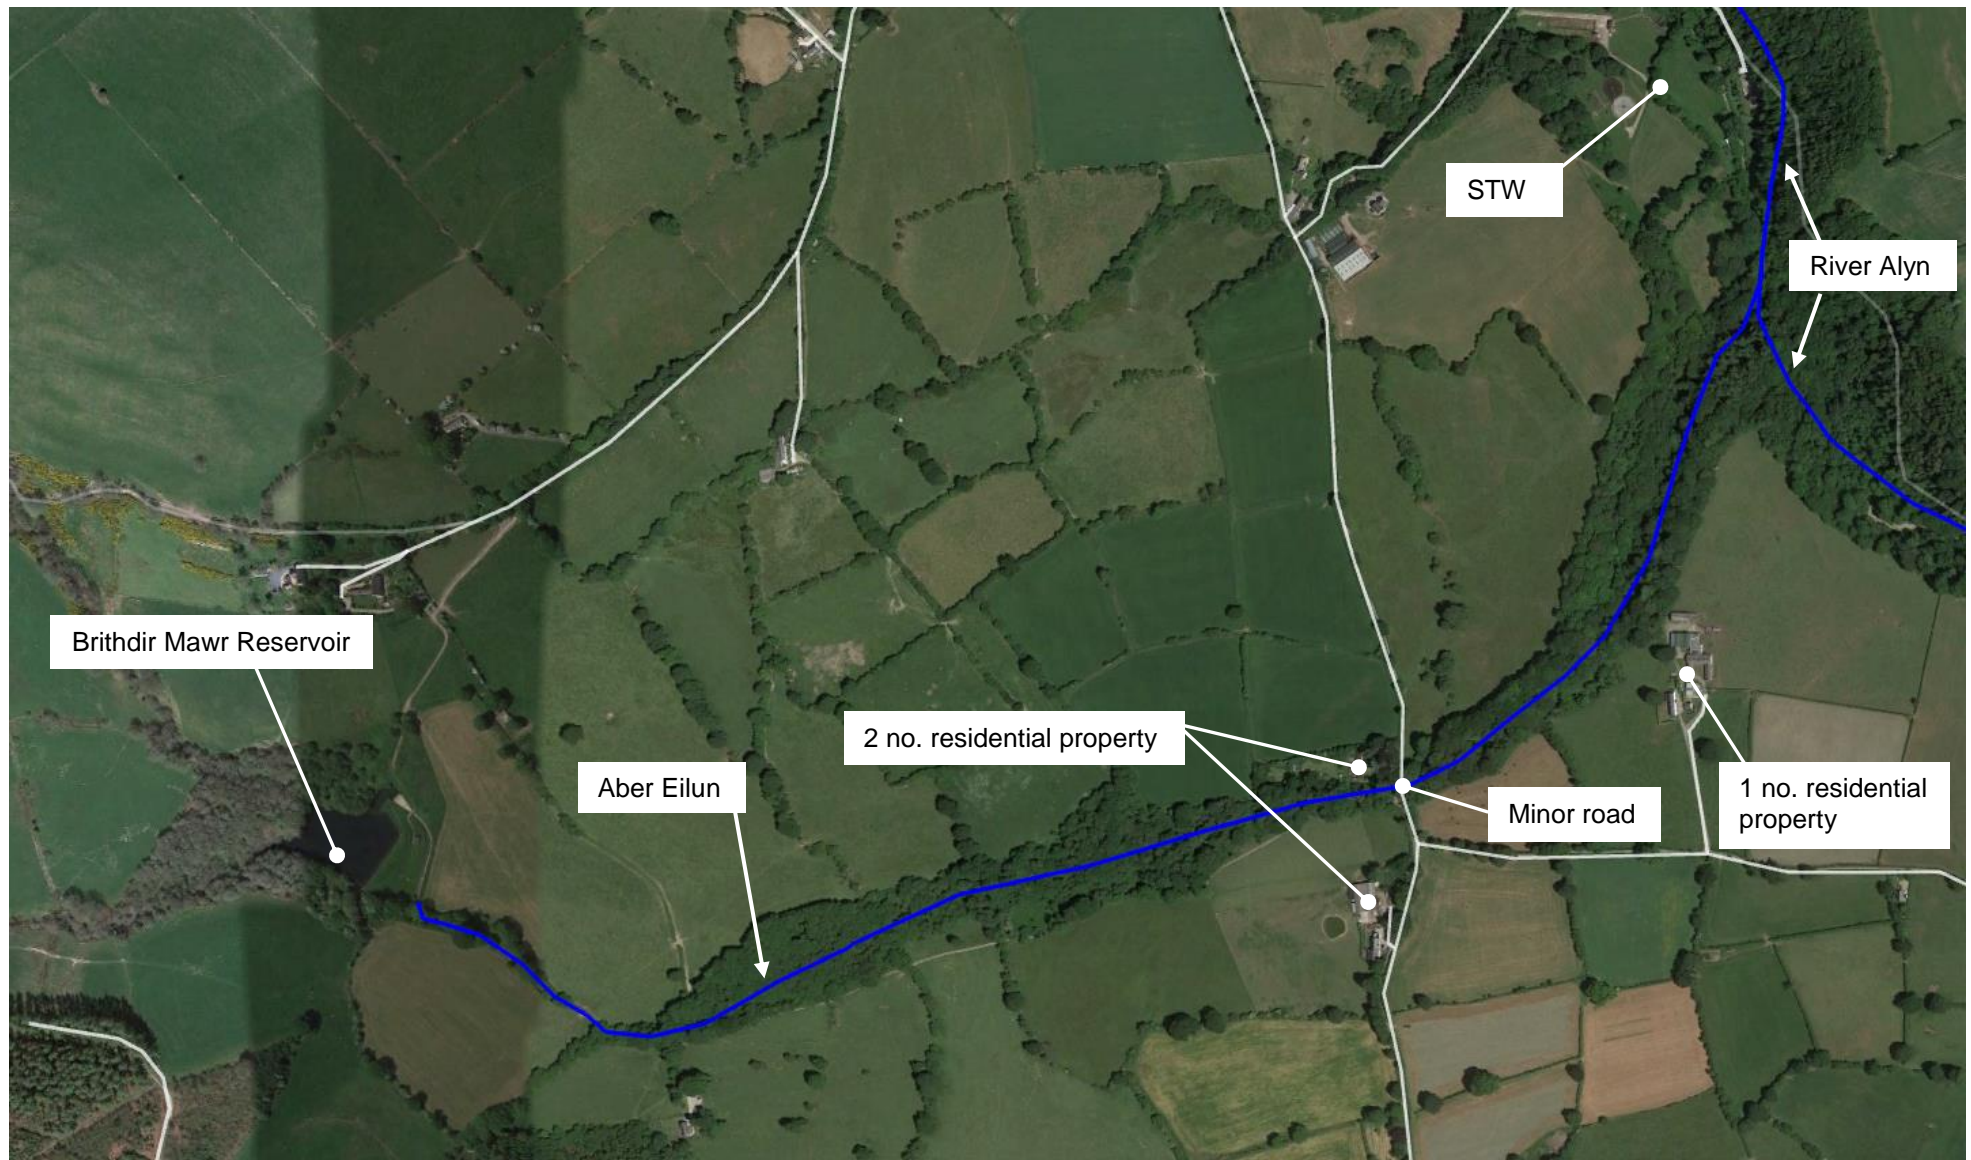 STW
River Alyn
Brithdir Mawr Reservoir
2 no. residential property
Aber Eilun
Minor road
1 no. residential
property